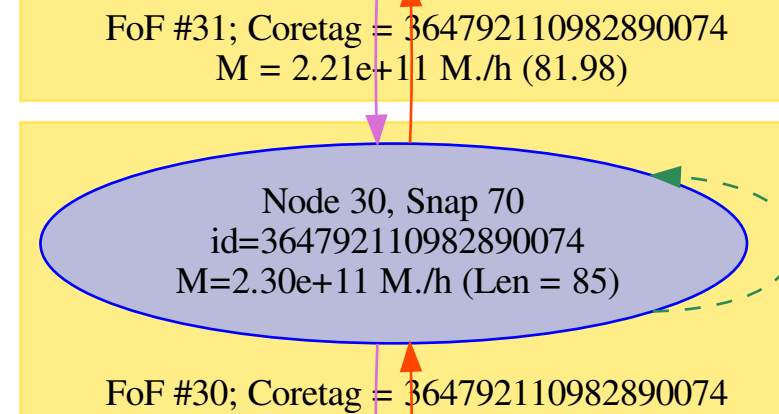 FoF #31; Coretag = 364792110982890074
M = 2.21e+11 M./h (81.98)
Node 30, Snap 70
id=364792110982890074
M=2.30e+11 M./h (Len = 85)
FoF #30; Coretag = 364792110982890074